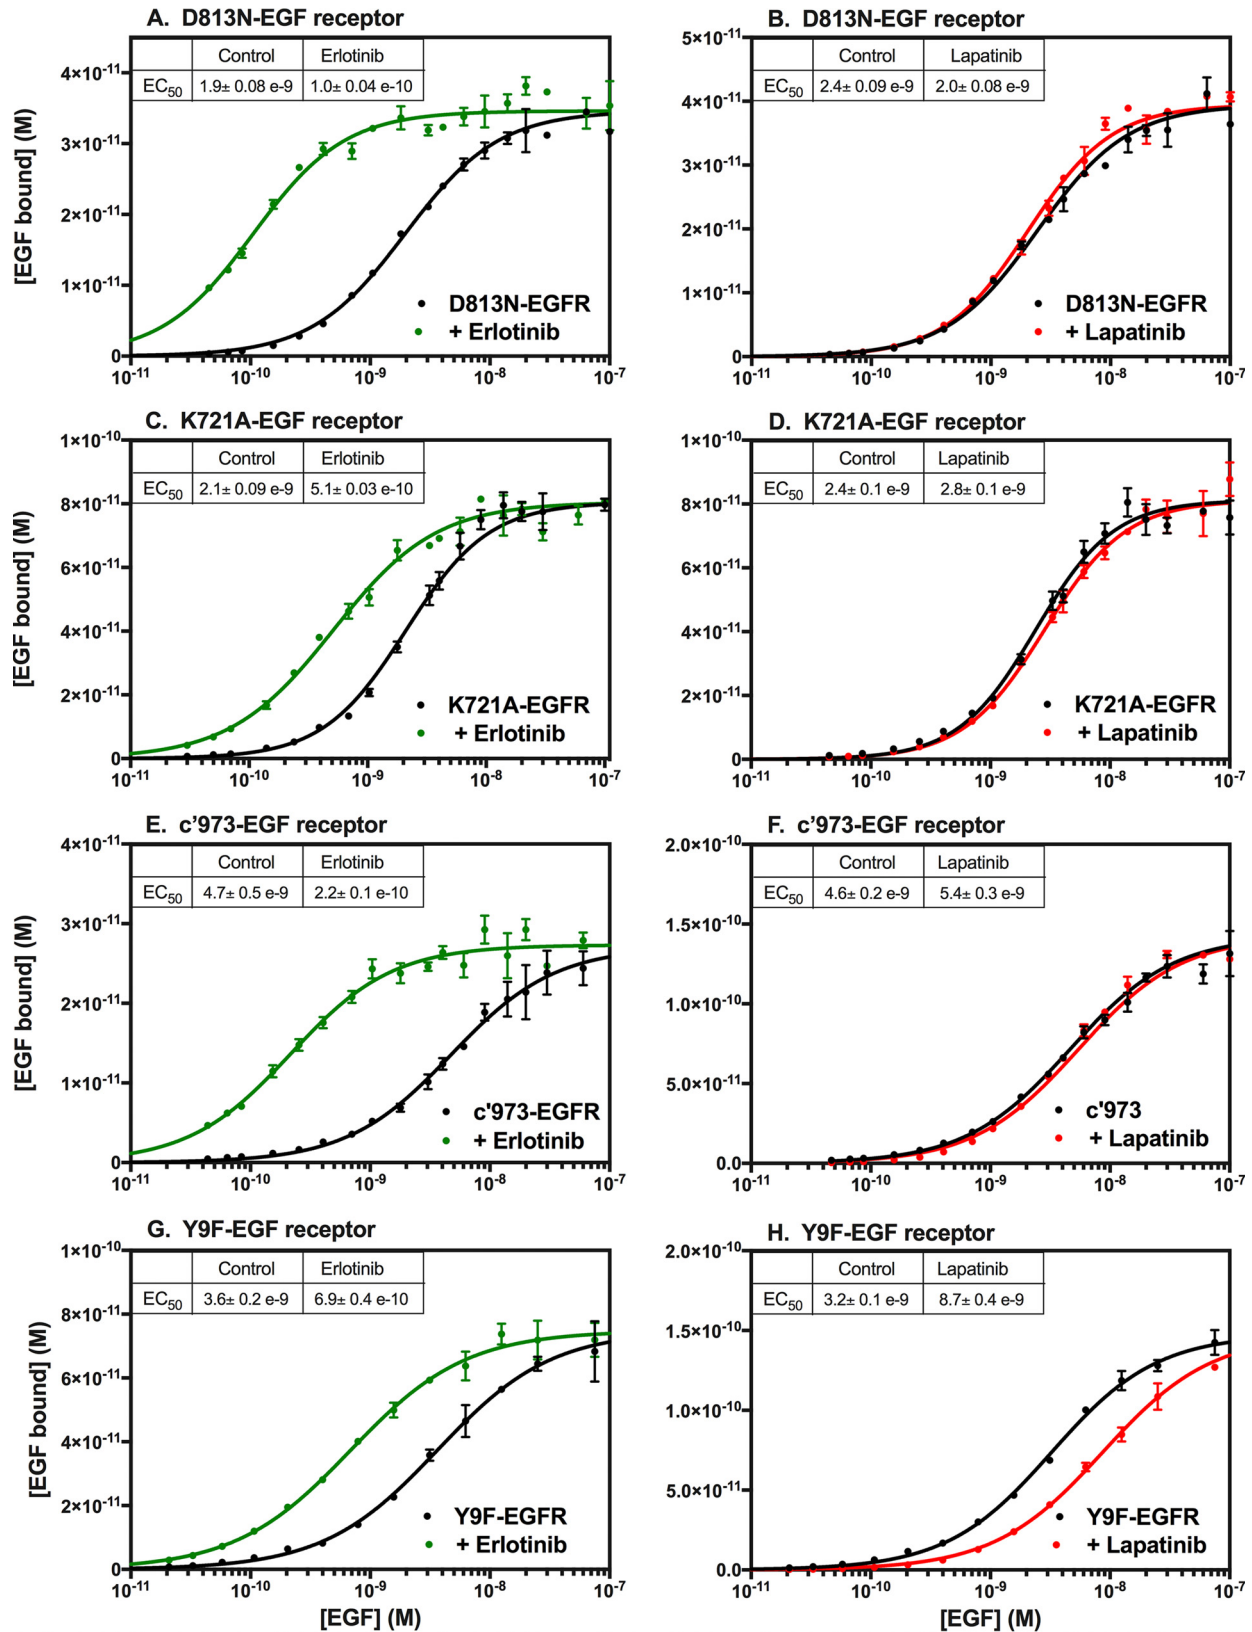 A. D813N-EGF receptor
Control Erlotinib
EC50 1.9± 0.08 e-9 1.0± 0.04 e-10
[EGF bound] (M)
4×10-11
3×10-11
2×10-11
1×10-11
0
D813N-EGFR
+ Erlotinib
10-11 10-10 10-9 10-8 10-7
B. D813N-EGF receptor
Control Lapatinib
EC50 2.4± 0.09 e-9 2.0± 0.08 e-9
5×10-11
4×10-11
3×10-11
2×10-11
1×10-11
0
D813N-EGFR
+ Lapatinib
10-11 10-10 10-9 10-8 10-7
C. K721A-EGF receptor
Control Erlotinib
EC50 2.1± 0.09 e-9 5.1± 0.03 e-10
[EGF bound] (M)
1×10-10
8×10-11
6×10-11
4×10-11
2×10-11
0
K721A-EGFR
+ Erlotinib
10-11 10-10 10-9 10-8 10-7
D. K721A-EGF receptor
Control Lapatinib
EC50 2.4± 0.1 e-9 2.8± 0.1 e-9
1×10-10
8×10-11
6×10-11
4×10-11
2×10-11
0
K721A-EGFR
+ Lapatinib
10-11 10-10 10-9 10-8 10-7
E. c'973-EGF receptor
Control Erlotinib
EC50 4.7± 0.5 e-9 2.2± 0.1 e-10
[EGF bound] (M)
4×10-11
3×10-11
2×10-11
1×10-11
0
c'973-EGFR
+ Erlotinib
10-11 10-10 10-9 10-8 10-7
F. c'973-EGF receptor
Control Lapatinib
EC50 4.6± 0.2 e-9 5.4± 0.3 e-9
2.0×10-10
1.5×10-10
1.0×10-10
5.0×10-11
0.0
c'973
+ Lapatinib
10-11 10-10 10-9 10-8 10-7
G. Y9F-EGF receptor
Control Erlotinib
EC50 3.6± 0.2 e-9 6.9± 0.4 e-10
[EGF bound] (M)
1×10-10
8×10-11
6×10-11
4×10-11
2×10-11
0
Y9F-EGFR
+ Erlotinib
10-11 10-10 10-9 10-8 10-7
[EGF] (M)
H. Y9F-EGF receptor
Control Lapatinib
EC50 3.2± 0.1 e-9 8.7± 0.4 e-9
2.0×10-10
1.5×10-10
1.0×10-10
5.0×10-11
0.0
Y9F-EGFR
+ Lapatinib
10-11 10-10 10-9 10-8 10-7
[EGF] (M)